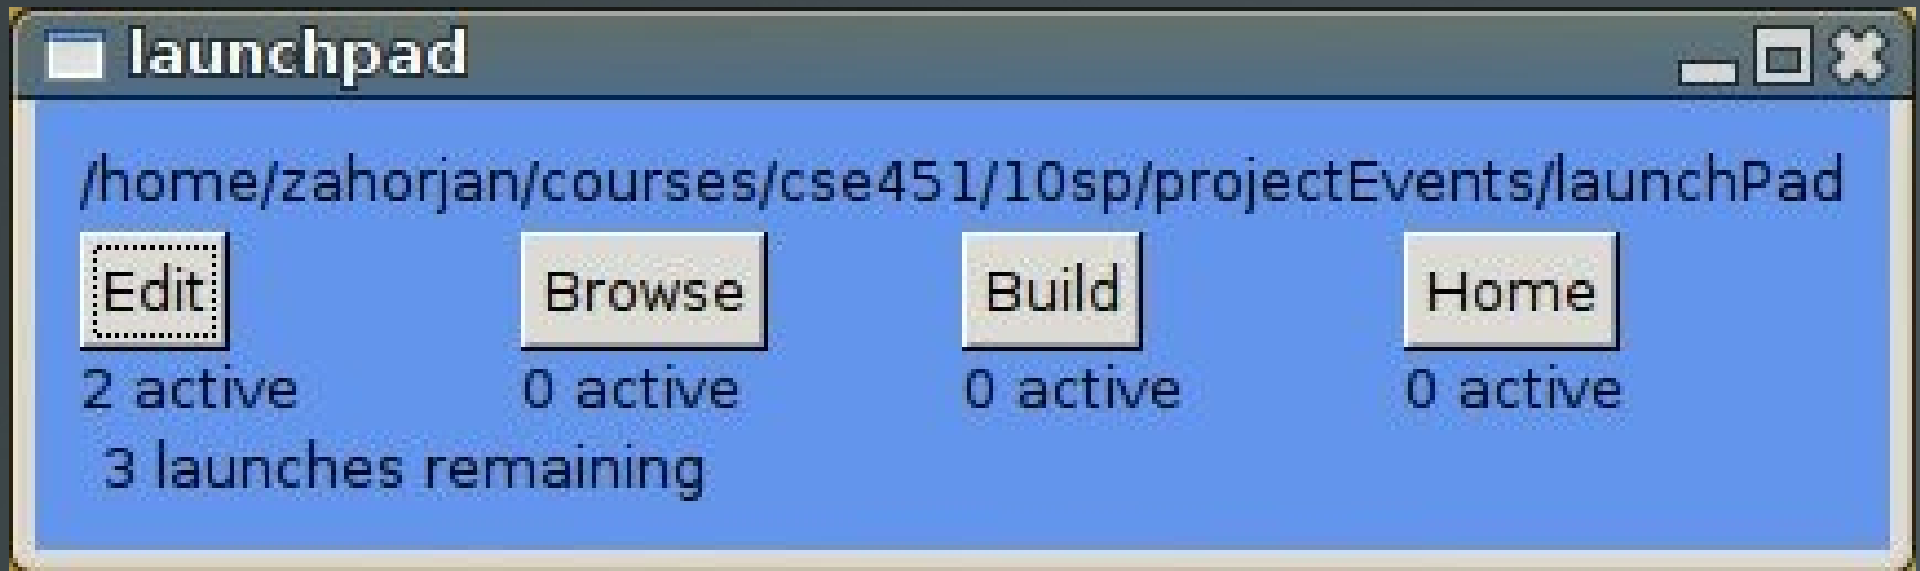 launchpad
/home/zahorjan/courses/cse451/10sp/projectEvents/launchPad
Edit Browse Build Home
2 active 0 active 0 active 0 active
3 launches remaining